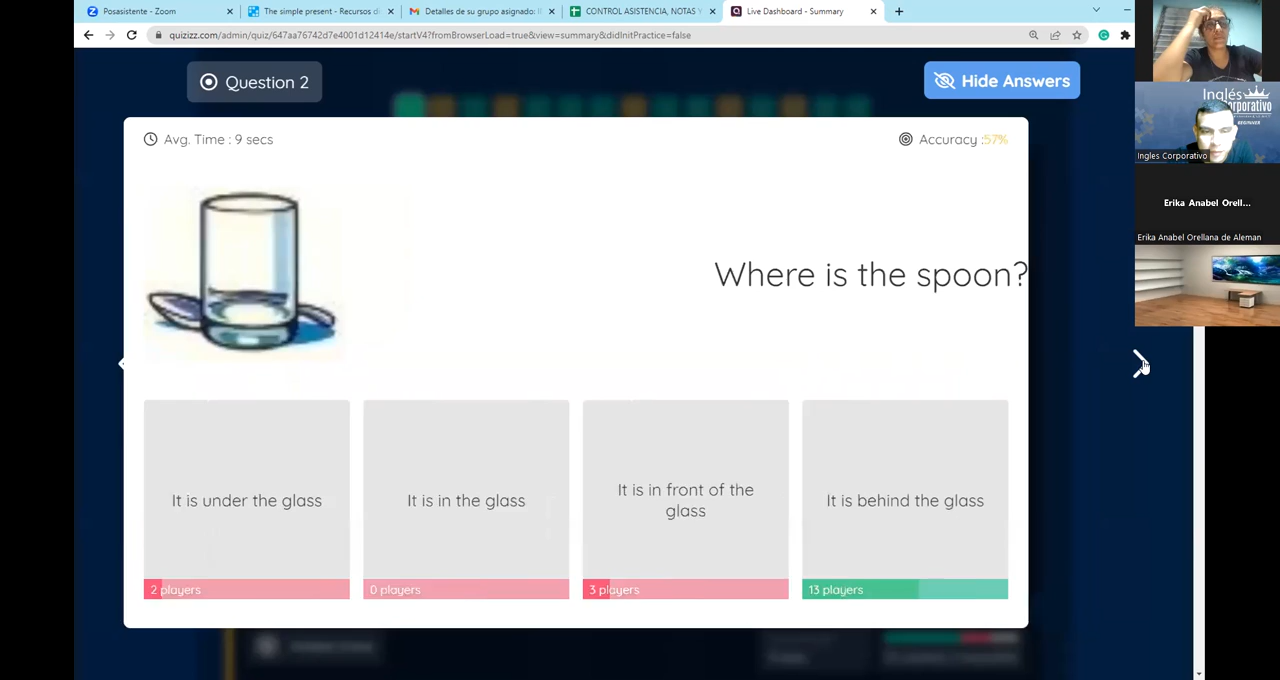 Posasistente - Zoom
The simple present - Recursos di
Detalles de su grupo asignado: I
CONTROL ASISTENCIA, NOTAS Y
Live Dashboard - Summary
quizizz.com/admin/quiz/647aa76742d7e4001d12414e/startV4?fromBrowserLoad=true&view=summary&didInitPractice=false
Question 2
Hide Answers
Avg. Time : 9 secs
Accuracy :57%
Where is the spoon?
It is under the glass
It is in the glass
It is in front of the
glass
It is behind the glass
2 players
0 players
3 players
13 players
Inglés
orporativo
BEGINNER
Ingles Corporativo
Erika Anabel Orell...
Erika Anabel Orellana de Aleman